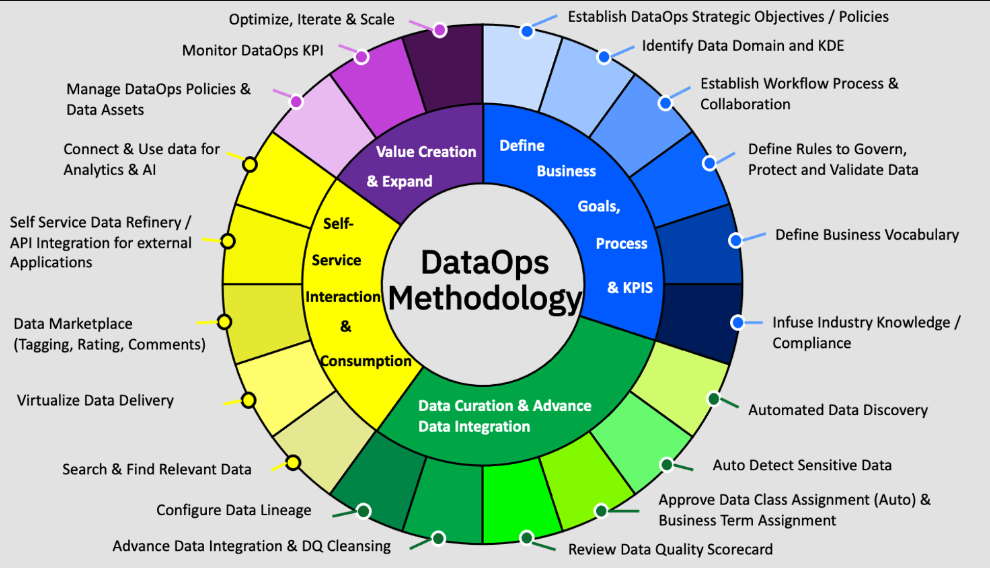 Optimize, Iterate & Scale
Establish DataOps Strategic Objectives / Policies
Monitor DataOps KPI
Identify Data Domain and KDE
Manage DataOps Policies &
Data Assets
Establish Workflow Process &
Collaboration
Connect & Use data for
Analytics & AI
Define Rules to Govern,
Protect and Validate Data
Self Service Data Refinery /
API Integration for external
Applications
Define Business Vocabulary
Data Marketplace
(Tagging, Rating, Comments)
Infuse Industry Knowledge /
Compliance
Virtualize Data Delivery
Automated Data Discovery
Search & Find Relevant Data
Auto Detect Sensitive Data
Configure Data Lineage
Approve Data Class Assignment (Auto) &
Business Term Assignment
Advance Data Integration & DQ Cleansing
Review Data Quality Scorecard
Value Creation
& Expand
Define
Business
Goals,
Process
& KPIS
Self-
Service
Interaction
&
Consumption
DataOps
Methodology
Data Curation & Advance
Data Integration